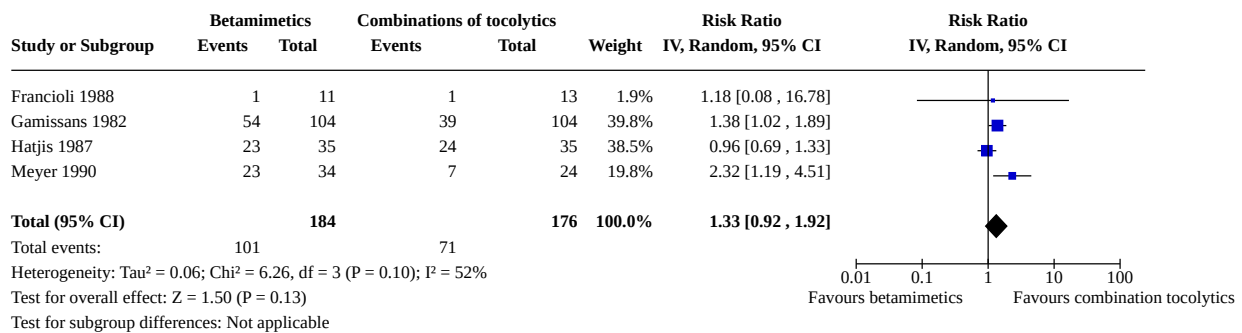 Betamimetics Combinations of tocolytics Risk Ratio Risk Ratio
Study or Subgroup Events Total Events Total Weight IV, Random, 95% CI IV, Random, 95% CI
Francioli 1988 1 11 1 13 1.9% 1.18 [0.08 , 16.78]
Gamissans 1982 54 104 39 104 39.8% 1.38 [1.02 , 1.89]
Hatjis 1987 23 35 24 35 38.5% 0.96 [0.69 , 1.33]
Meyer 1990 23 34 7 24 19.8% 2.32 [1.19 , 4.51]
Total (95% CI) 184 176 100.0% 1.33 [0.92 , 1.92]
Total events: 101 71
Heterogeneity: Tau² = 0.06; Chi² = 6.26, df = 3 (P = 0.10); I² = 52%
0.01 0.1 1 10 100
Test for overall effect: Z = 1.50 (P = 0.13) Favours betamimetics Favours combination tocolytics
Test for subgroup differences: Not applicable